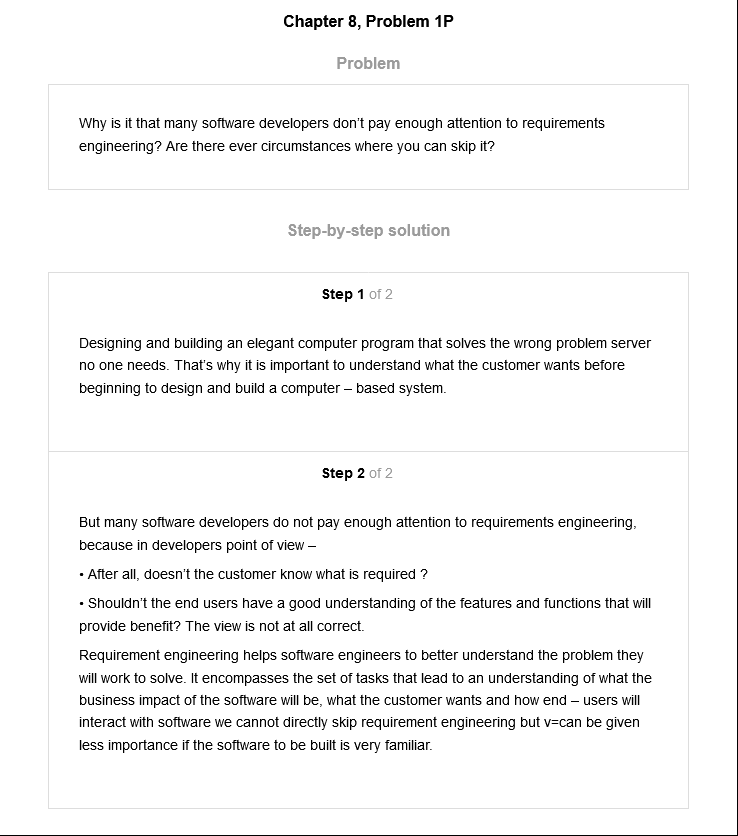 Chapter 8, Problem 1P
Problem
Why is it that many software developers don’t pay enough attention to requirements
engineering? Are there ever circumstances where you can skip it?
Step-by-step solution
Step 1 of 2
Designing and building an elegant computer program that solves the wrong problem server
no one needs. That’s why it is important to understand what the customer wants before
beginning to design and build a computer – based system.
Step 2 of 2
But many software developers do not pay enough attention to requirements engineering,
because in developers point of view –
• After all, doesn’t the customer know what is required ?
• Shouldn’t the end users have a good understanding of the features and functions that will
provide benefit? The view is not at all correct.
Requirement engineering helps software engineers to better understand the problem they
will work to solve. It encompasses the set of tasks that lead to an understanding of what the
business impact of the software will be, what the customer wants and how end – users will
interact with software we cannot directly skip requirement engineering but v=can be given
less importance if the software to be built is very familiar.